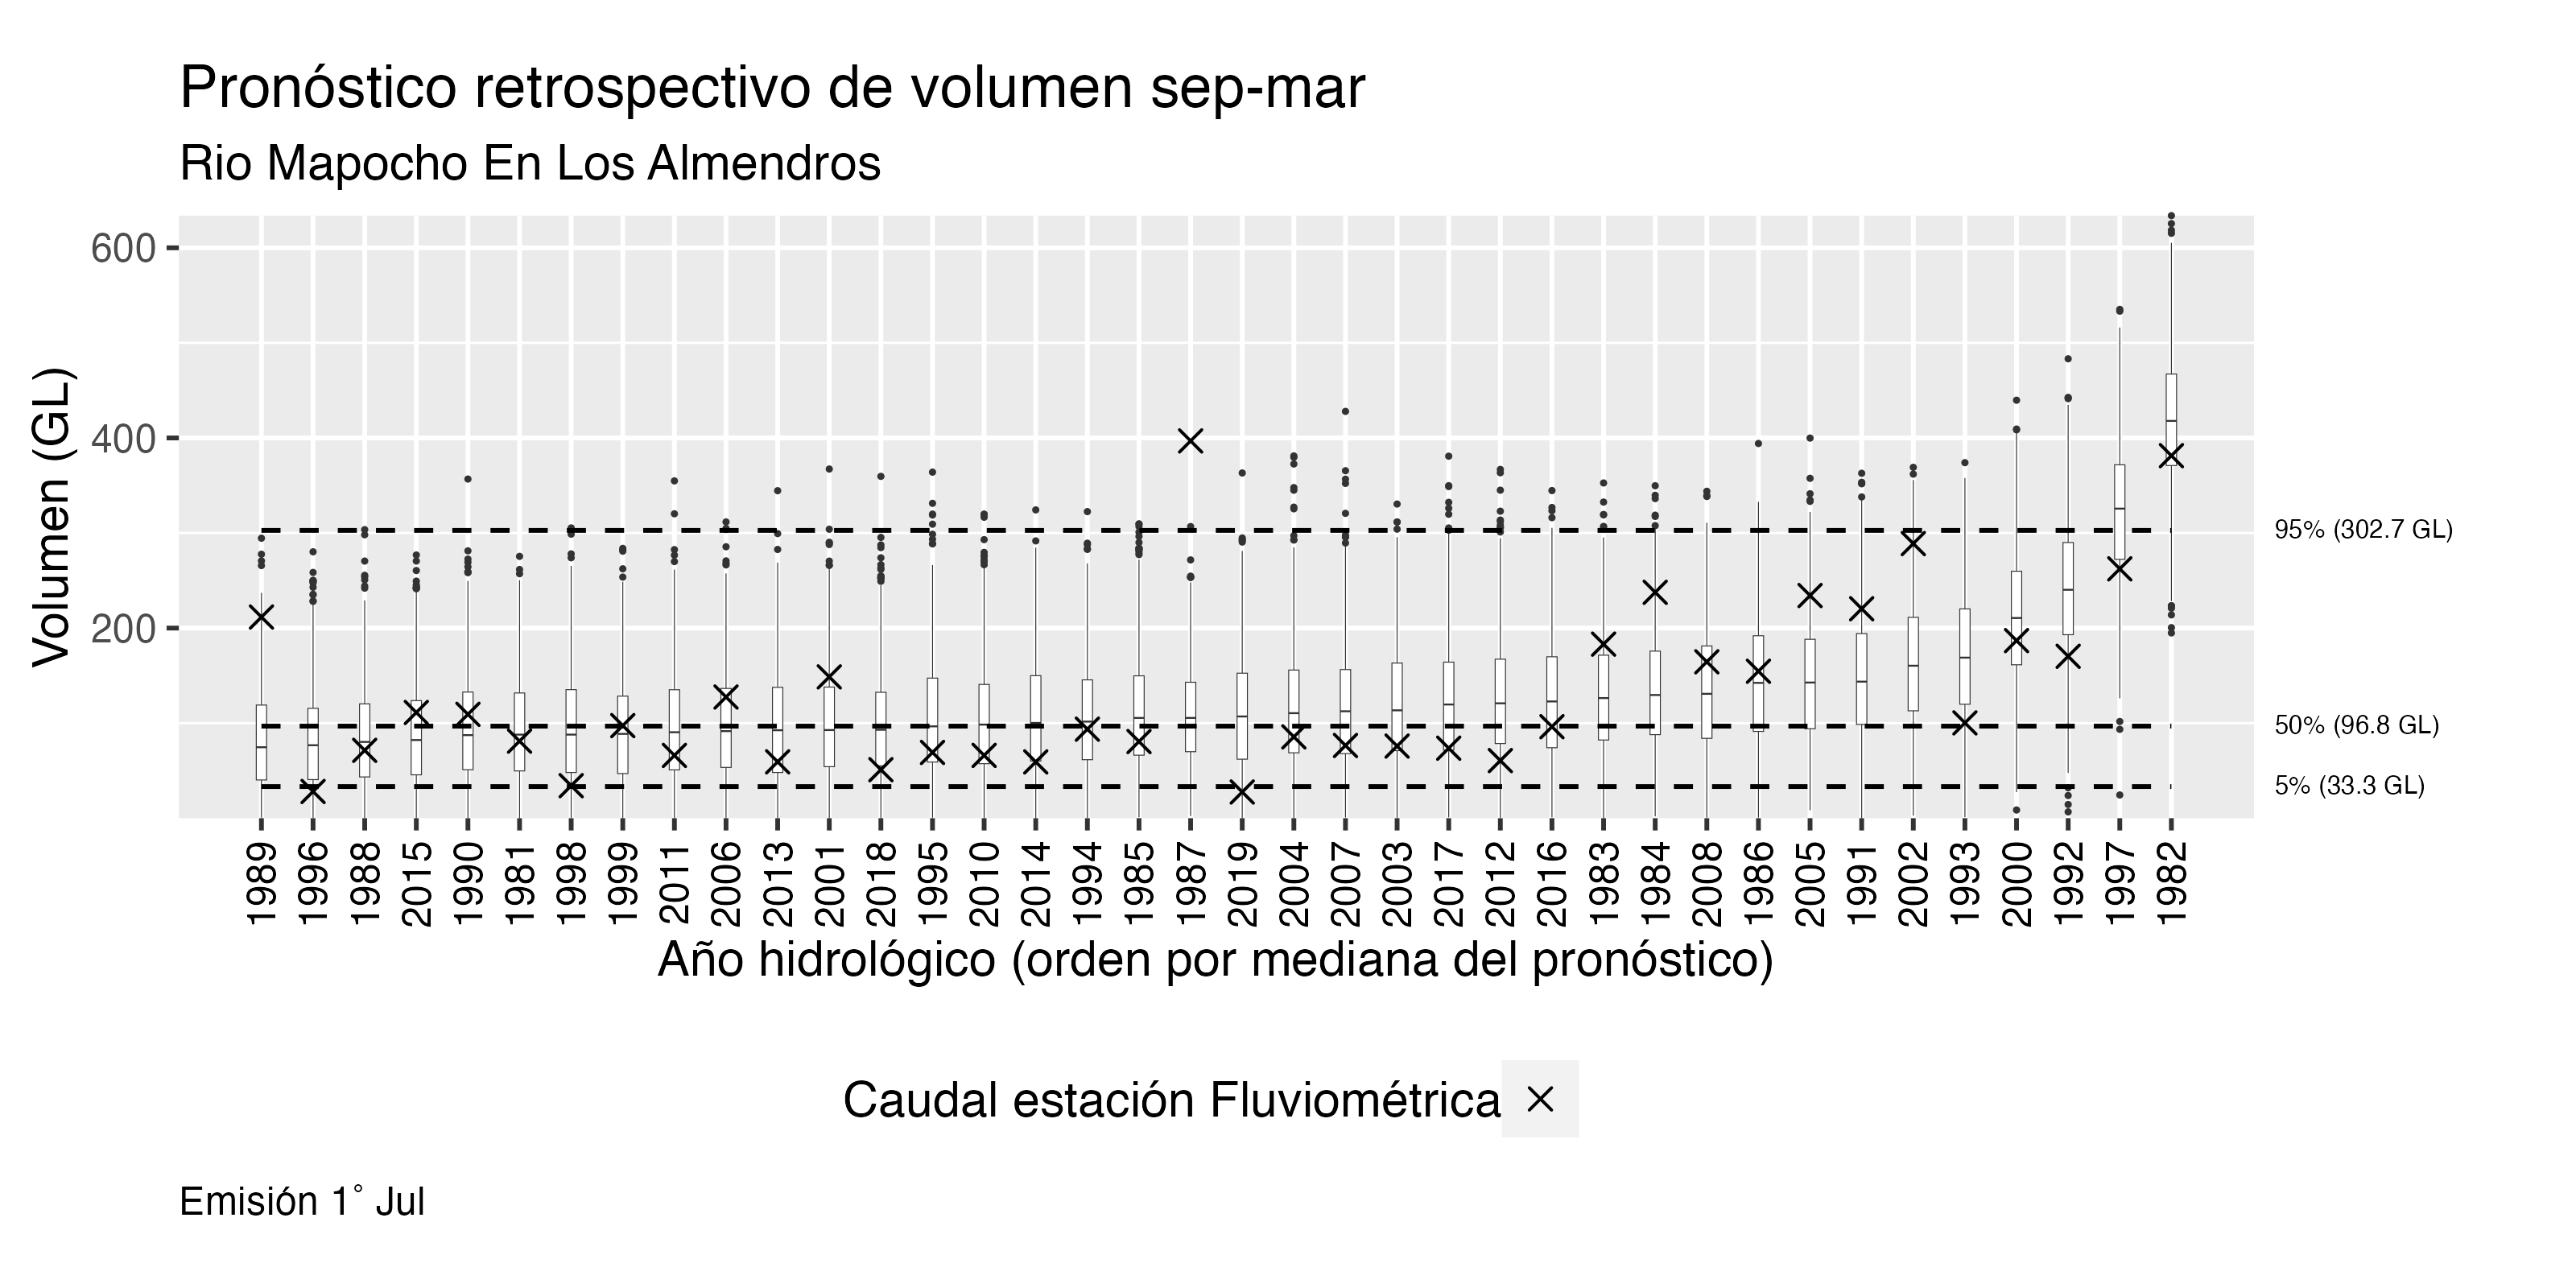 Pronóstico retrospectivo de volumen sep-mar
Rio Mapocho En Los Almendros
Volumen (GL)
600
400
200
95% (302.7 GL)
50% (96.8 GL)
5% (33.3 GL)
1989 1996 1988 2015 1990 1981 1998 1999 2011 2006 2013 2001 2018 1995 2010 2014 1994 1985 1987 2019 2004 2007 2003 2017 2012 2016 1983 1984 2008 1986 2005 1991 2002 1993 2000 1992 1997 1982
Año hidrológico (orden por mediana del pronóstico)
Caudal estación Fluviométrica
Emisión 1° Jul